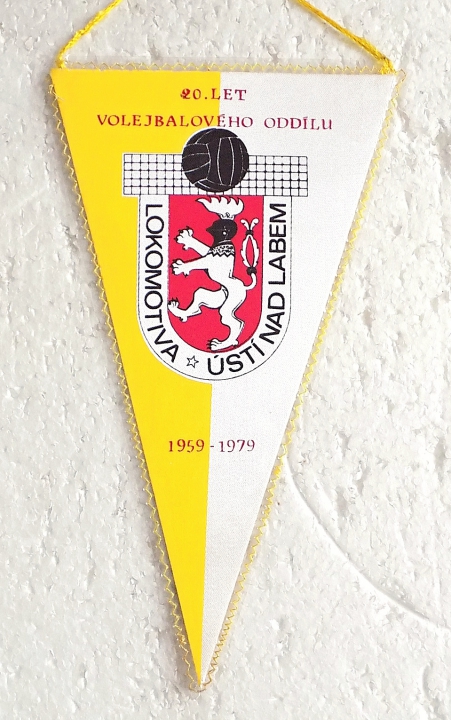 20.LET
VOLEJBALOVÉHO ODDÍLU
LOKOMOTIVA ☆ ÚSTÍ NAD LABEM
1959-1979